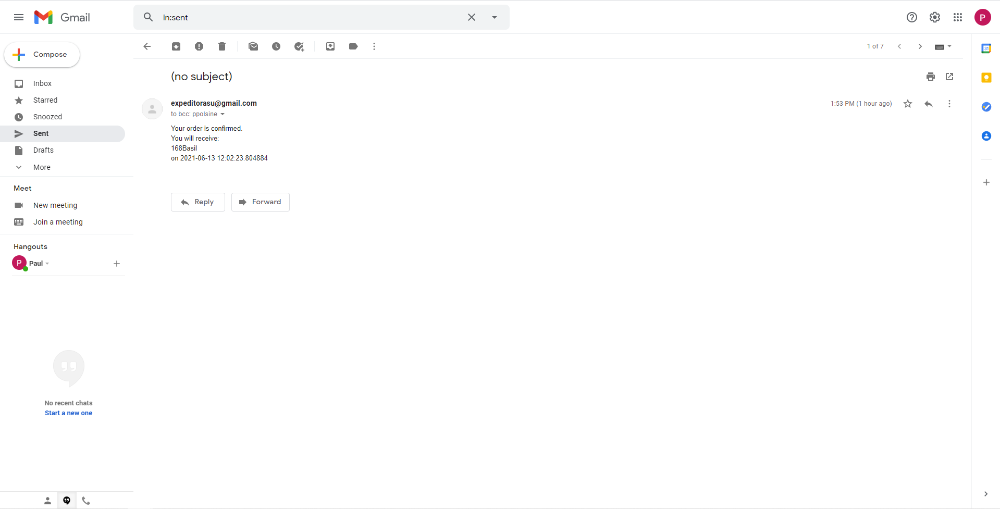 Gmail
in:sent
P
Compose
1 of 7
31
Inbox
Starred
Snoozed
Sent
Drafts
More
(no subject)
expeditorasu@gmail.com
1:53 PM (1 hour ago)
to bcc: ppolsine
Your order is confirmed.
You will receive:
168Basil
on 2021-06-13 12:02:23.804884
Reply
Forward
Meet
New meeting
Join a meeting
Hangouts
P
Paul
No recent chats
Start a new one